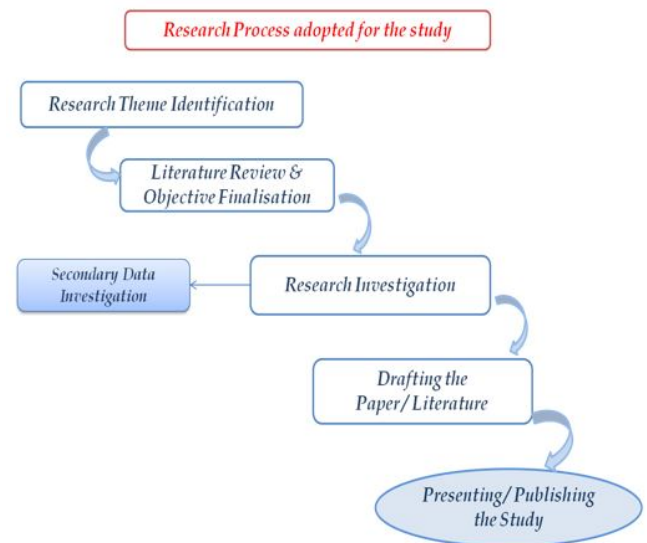 Research Process adopted for the study
Research Theme Identification
Literature Review &
Objective Finalisation
Secondary Data
Investigation
Research Investigation
Drafting the
Paper/ Literature
Presenting/ Publishing
the Study